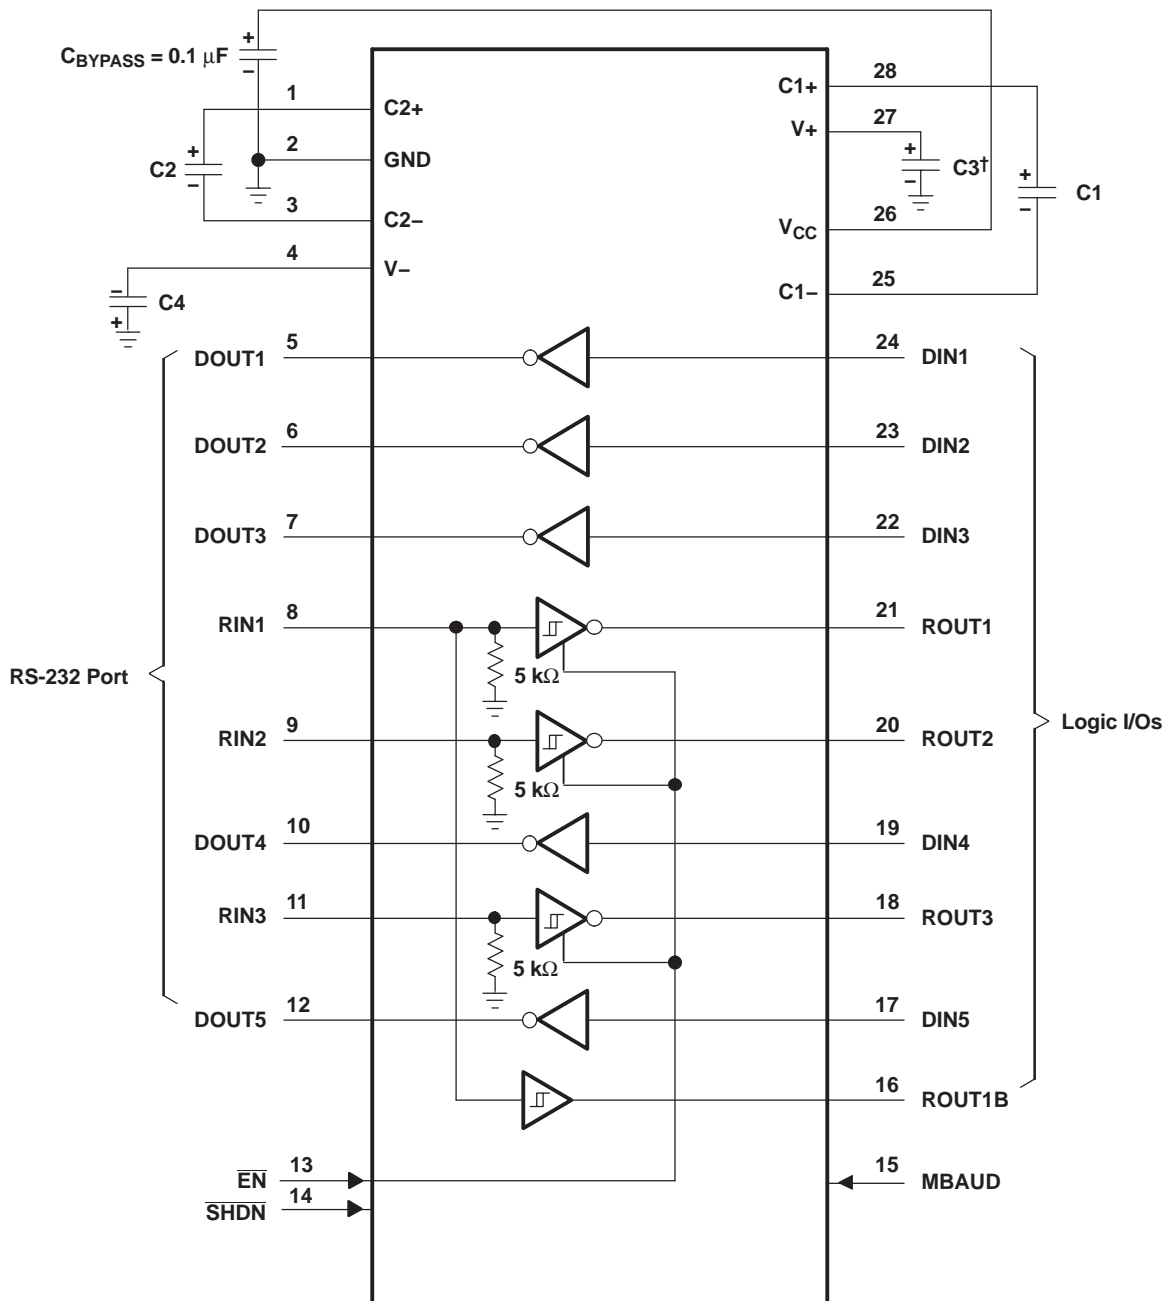 CBYPASS = 0.1 μF
+
−
1
C2+
C1+
28
V+
27
+
−
C2
2
GND
+
−
C3†
+
−
C1
3
C2−
VCC
26
4
V−
C1−
25
−
+
C4
DOUT1
5
24
DIN1
DOUT2
6
23
DIN2
DOUT3
7
22
DIN3
RIN1
8
21
ROUT1
5 kΩ
RS-232 Port
RIN2
9
20
ROUT2
Logic I/Os
5 kΩ
DOUT4
10
19
DIN4
RIN3
11
18
ROUT3
5 kΩ
DOUT5
12
17
DIN5
16
ROUT1B
EN
13
15
MBAUD
SHDN
14